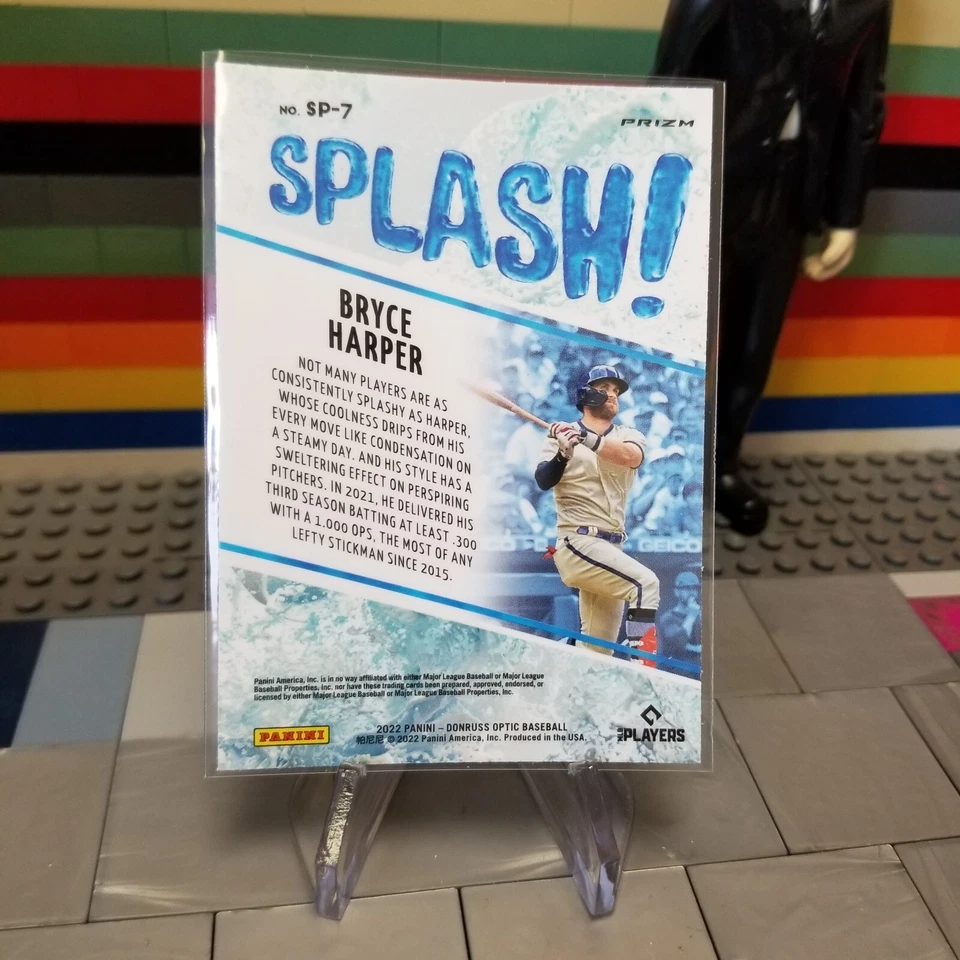 NO. SP-7
PRIZM
SPLASH!
BRYCE
HARPER
NOT MANY PLAYERS ARE AS
CONSISTENTLY SPLASHY AS HARPER,
WHOSE COOLNESS DRIPS FROM HIS
EVERY MOVE LIKE CONDENSATION ON
A STEAMY DAY. AND HIS STYLE HAS A
SWELTERING EFFECT ON PERSPIRING
PITCHERS. IN 2021, HE DELIVERED HIS
THIRD SEASON BATTING AT LEAST .300
WITH A 1.000 OPS, THE MOST OF ANY
LEFTY STICKMAN SINCE 2015.
GEICO
Panini America, Inc. is in no way affiliated with either Major League Baseball or Major League
Baseball Properties, Inc. nor have these trading cards been prepared, approved, endorsed, or
licensed by either Major League Baseball or Major League Baseball Properties, Inc.
PANINI
2022 PANINI – DONRUSS OPTIC BASEBALL
帕尼尼 © 2022 Panini America, Inc. Produced in the USA.
MLB PLAYERS